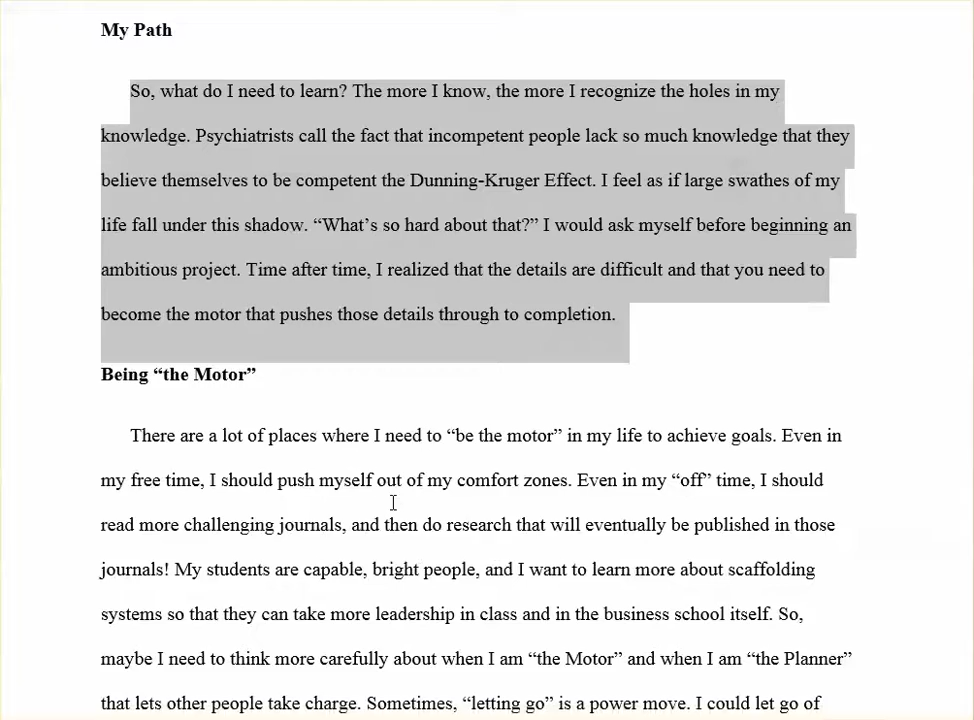 My Path
So, what do I need to learn? The more I know, the more I recognize the holes in my
knowledge. Psychiatrists call the fact that incompetent people lack so much knowledge that they
believe themselves to be competent the Dunning-Kruger Effect. I feel as if large swathes of my
life fall under this shadow. “What’s so hard about that?” I would ask myself before beginning an
ambitious project. Time after time, I realized that the details are difficult and that you need to
become the motor that pushes those details through to completion.
Being “the Motor”
There are a lot of places where I need to “be the motor” in my life to achieve goals. Even in
my free time, I should push myself out of my comfort zones. Even in my “off” time, I should
read more challenging journals, and then do research that will eventually be published in those
journals! My students are capable, bright people, and I want to learn more about scaffolding
systems so that they can take more leadership in class and in the business school itself. So,
maybe I need to think more carefully about when I am “the Motor” and when I am “the Planner”
that lets other people take charge. Sometimes, “letting go” is a power move. I could let go of